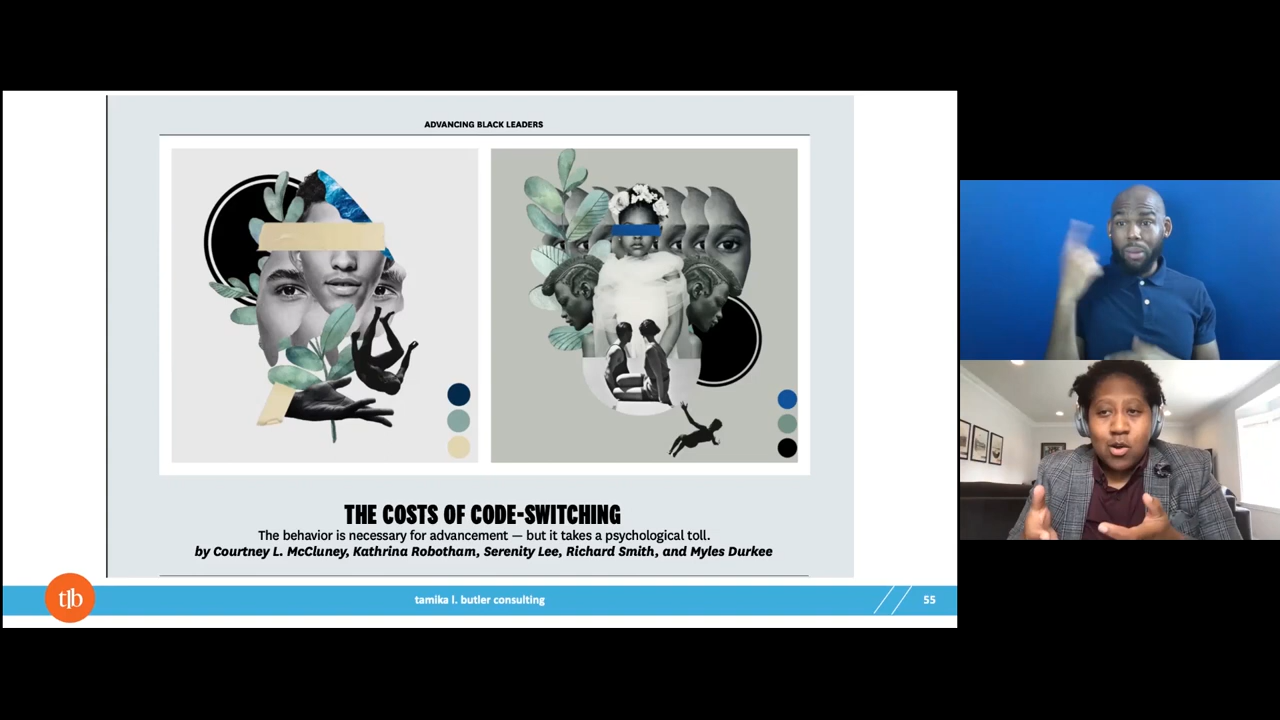 ADVANCING BLACK LEADERS
THE COSTS OF CODE-SWITCHING
The behavior is necessary for advancement — but it takes a psychological toll.
by Courtney L. McCluney, Kathrina Robotham, Serenity Lee, Richard Smith, and Myles Durkee
tlb
tamika l. butler consulting
55